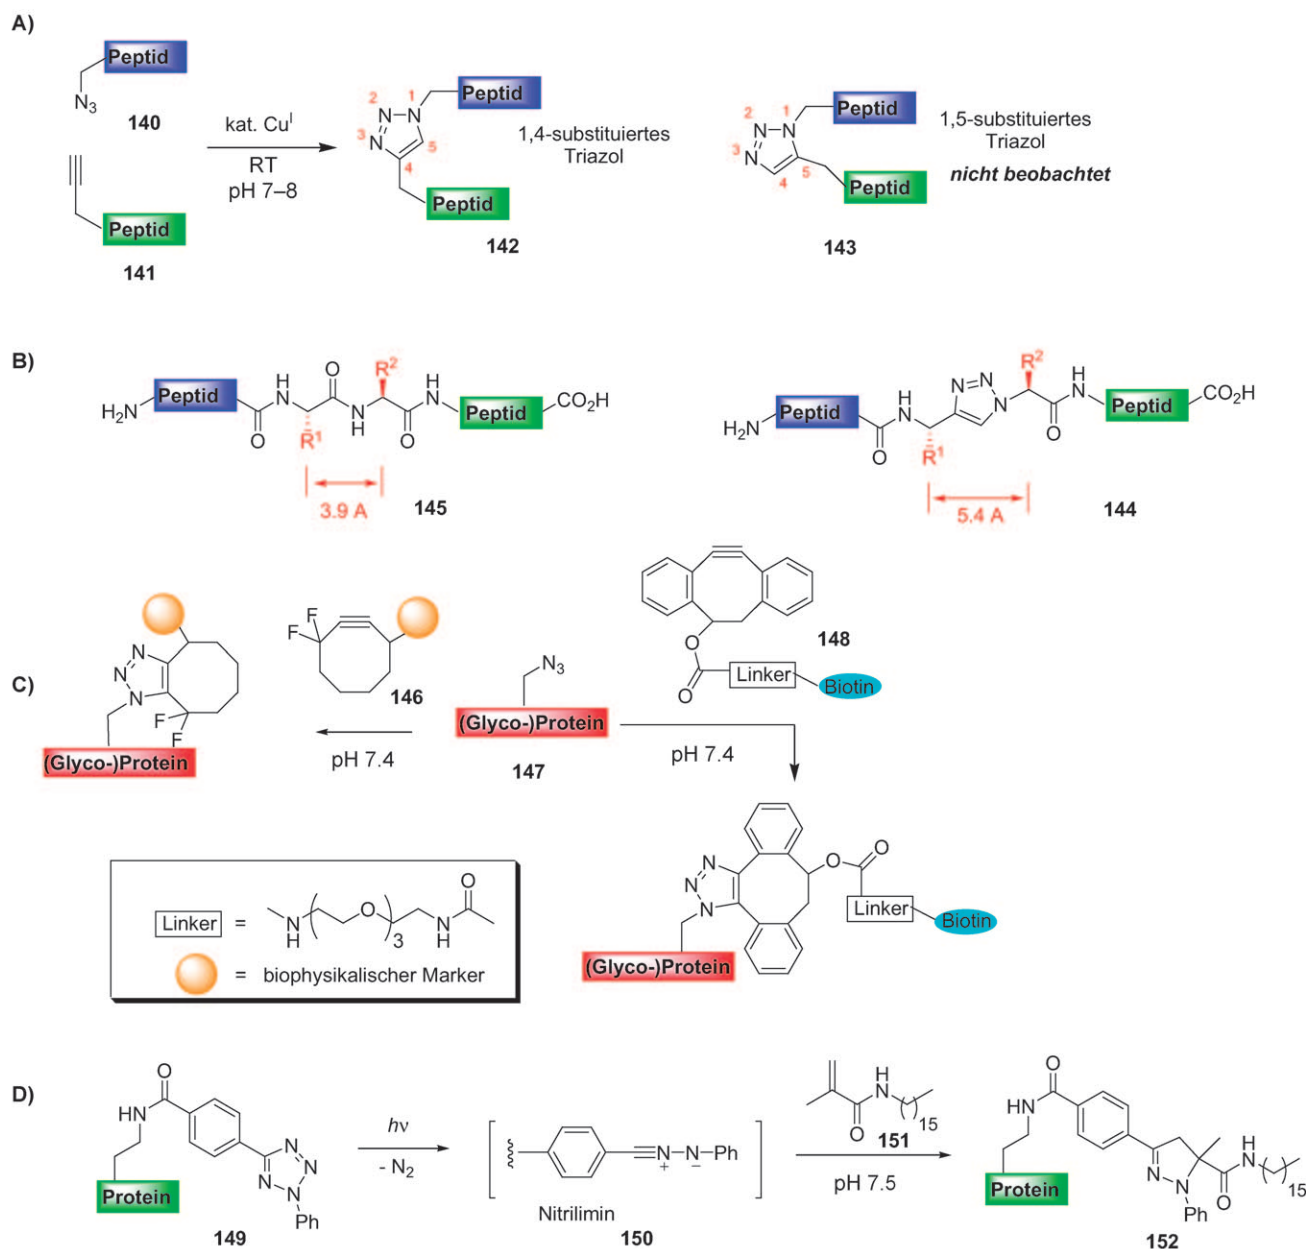 A)
Peptid
N3
140
Peptid
141
kat. CuI
RT
pH 7–8
1
2
3
4
5
N
N
N
Peptid
Peptid
142
1,4-substituiertes
Triazol
1
2
3
4
5
N
N
N
Peptid
Peptid
143
1,5-substituiertes
Triazol
nicht beobachtet
B)
H2N
Peptid
O
H
N
R1
O
N
H
R2
O
H
N
Peptid
CO2H
3.9 A
145
H2N
Peptid
O
H
N
R1
N
N
N
R2
O
NH
Peptid
CO2H
5.4 A
144
C)
N
N
N
F
F
(Glyco-)Protein
F
F
146
pH 7.4
N3
(Glyco-)Protein
147
148
O
O
Linker
Biotin
pH 7.4
N
N
N
(Glyco-)Protein
O
O
Linker
Biotin
Linker
=
N
H
O
3
N
H
O
= biophysikalischer Marker
D)
O
HN
Protein
N
N
N
N
Ph
149
hν
- N2
N
+
N
–
Ph
Nitrilimin
150
O
H
N
15
151
pH 7.5
O
HN
Protein
N
N
Ph
O
H
N
15
152